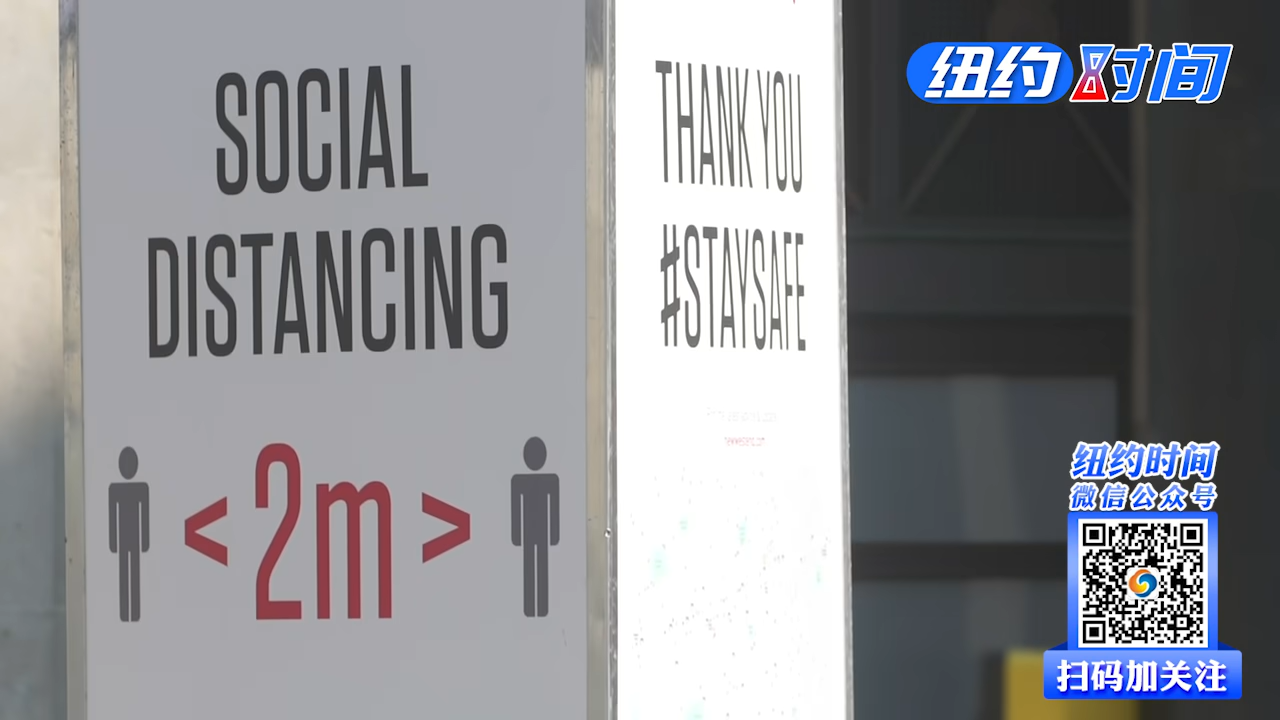 SOCIAL
DISTANCING
< 2m >
THANK YOU
#STAYSAFE
纽约时间
纽约时间
微信公众号
扫码加关注